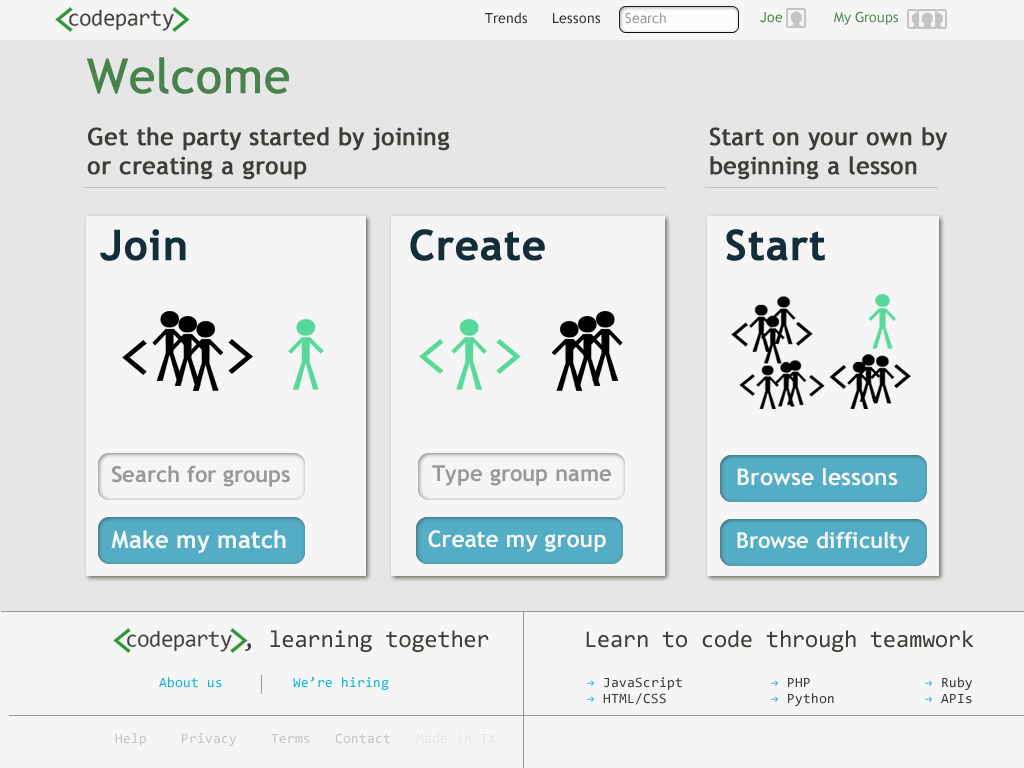 <codeparty>
Trends Lessons Search Joe My Groups
Welcome
Get the party started by joining
or creating a group
Start on your own by
beginning a lesson
Join
Search for groups
Make my match
Create
Type group name
Create my group
Start
Browse lessons
Browse difficulty
<codeparty>, learning together
About us
We're hiring
Learn to code through teamwork
→ JavaScript → PHP → Ruby
→ HTML/CSS → Python → APIs
Help Privacy Terms Contact Made in TX